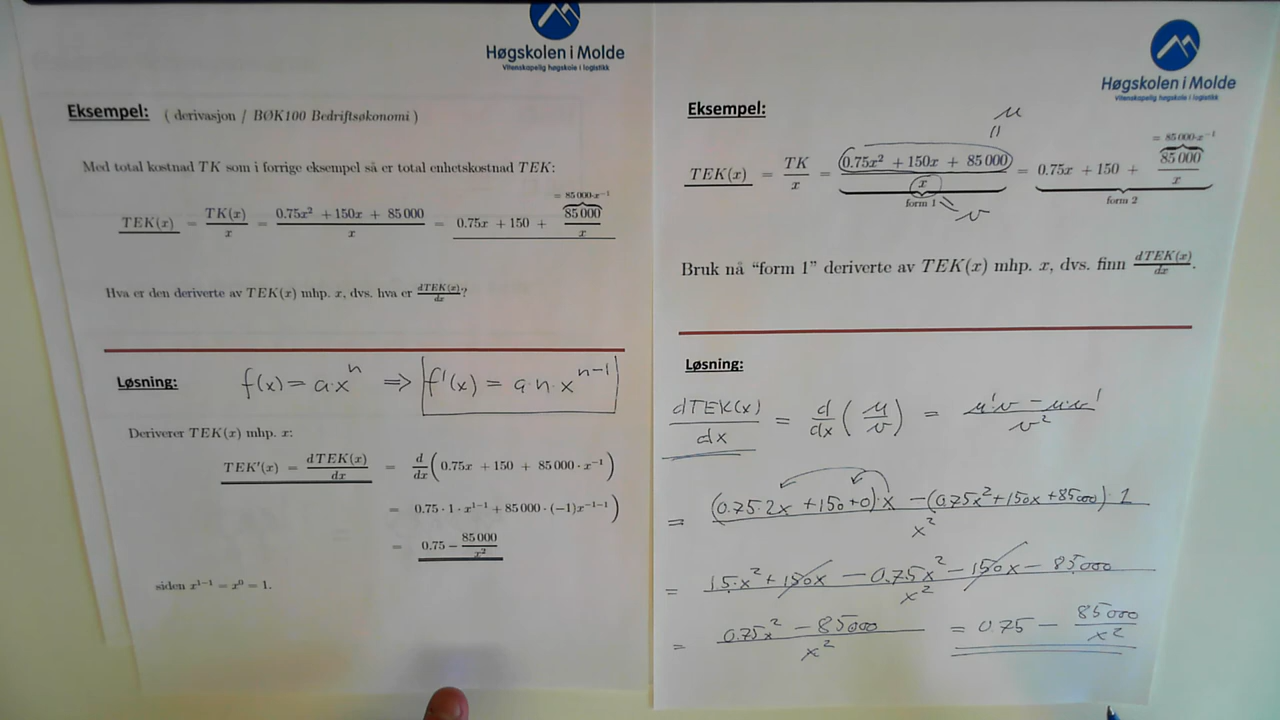 Høgskolen i Molde
Vitenskapelig høgskole i logistikk
Eksempel: ( derivasjon / BØK100 Bedriftsøkonomi )
Med total kostnad TK som i forrige eksempel så er total enhetskostnad TEK:
TEK(x) = TK(x)/x = (0.75x² + 150x + 85 000)/x = 0.75x + 150 + 85 000/x = 85 000·x⁻¹
Hva er den deriverte av TEK(x) mhp. x, dvs. hva er dTEK(x)/dx?
Løsning: f(x) = a·x^n => f'(x) = a·n·x^(n-1)
Deriverer TEK(x) mhp. x:
TEK'(x) = dTEK(x)/dx = d/dx (0.75x + 150 + 85 000 · x⁻¹)
= 0.75 · 1 · x^(1-1) + 85 000 · (-1)x^(-1-1)
= 0.75 - 85 000/x²
siden x^(1-1) = x⁰ = 1.
Høgskolen i Molde
Vitenskapelig høgskole i logistikk
Eksempel:
u
TEK(x) = TK/x = (0.75x² + 150x + 85 000)/x = 0.75x + 150 + 85 000/x = 85 000·x⁻¹
form 1 form 2
v
Bruk nå “form 1” deriverte av TEK(x) mhp. x, dvs. finn dTEK(x)/dx.
Løsning:
dTEK(x)/dx = d/dx (u/v) = (u'v - u·v')/v²
= ((0.75·2x + 150 + 0)·x - (0.75x² + 150x + 85000)·1)/x²
= (1.5·x² + 150x - 0.75x² - 150x - 85000)/x²
= (0.75x² - 85000)/x² = 0.75 - 85000/x²